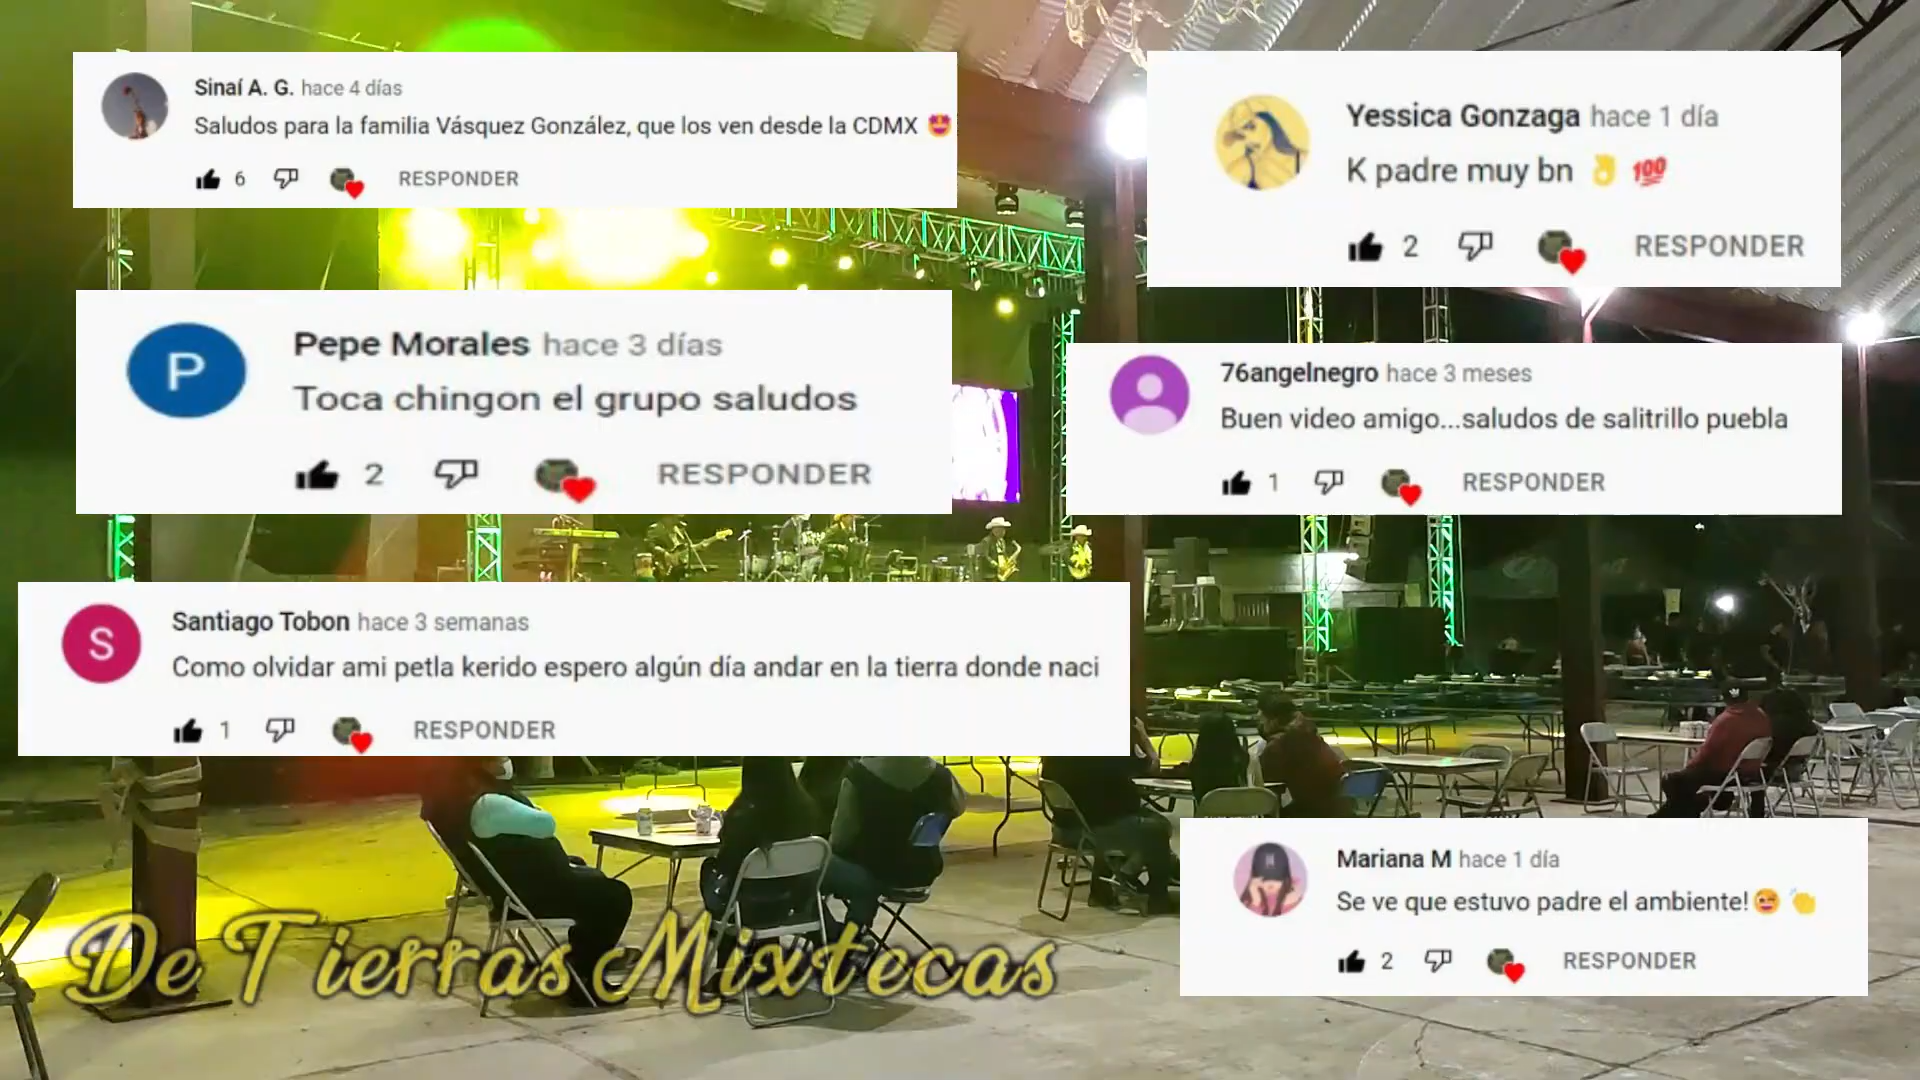 Sinaí A. G. hace 4 días
Saludos para la familia Vásquez González, que los ven desde la CDMX 🤩
6 RESPONDER
Yessica Gonzaga hace 1 día
K padre muy bn 👌 💯
2 RESPONDER
P
Pepe Morales hace 3 días
Toca chingon el grupo saludos
2 RESPONDER
76angelnegro hace 3 meses
Buen video amigo...saludos de salitrillo puebla
1 RESPONDER
S
Santiago Tobon hace 3 semanas
Como olvidar ami petla kerido espero algún día andar en la tierra donde naci
1 RESPONDER
Mariana M hace 1 día
Se ve que estuvo padre el ambiente!😆 👏
2 RESPONDER
De Tierras Mixtecas